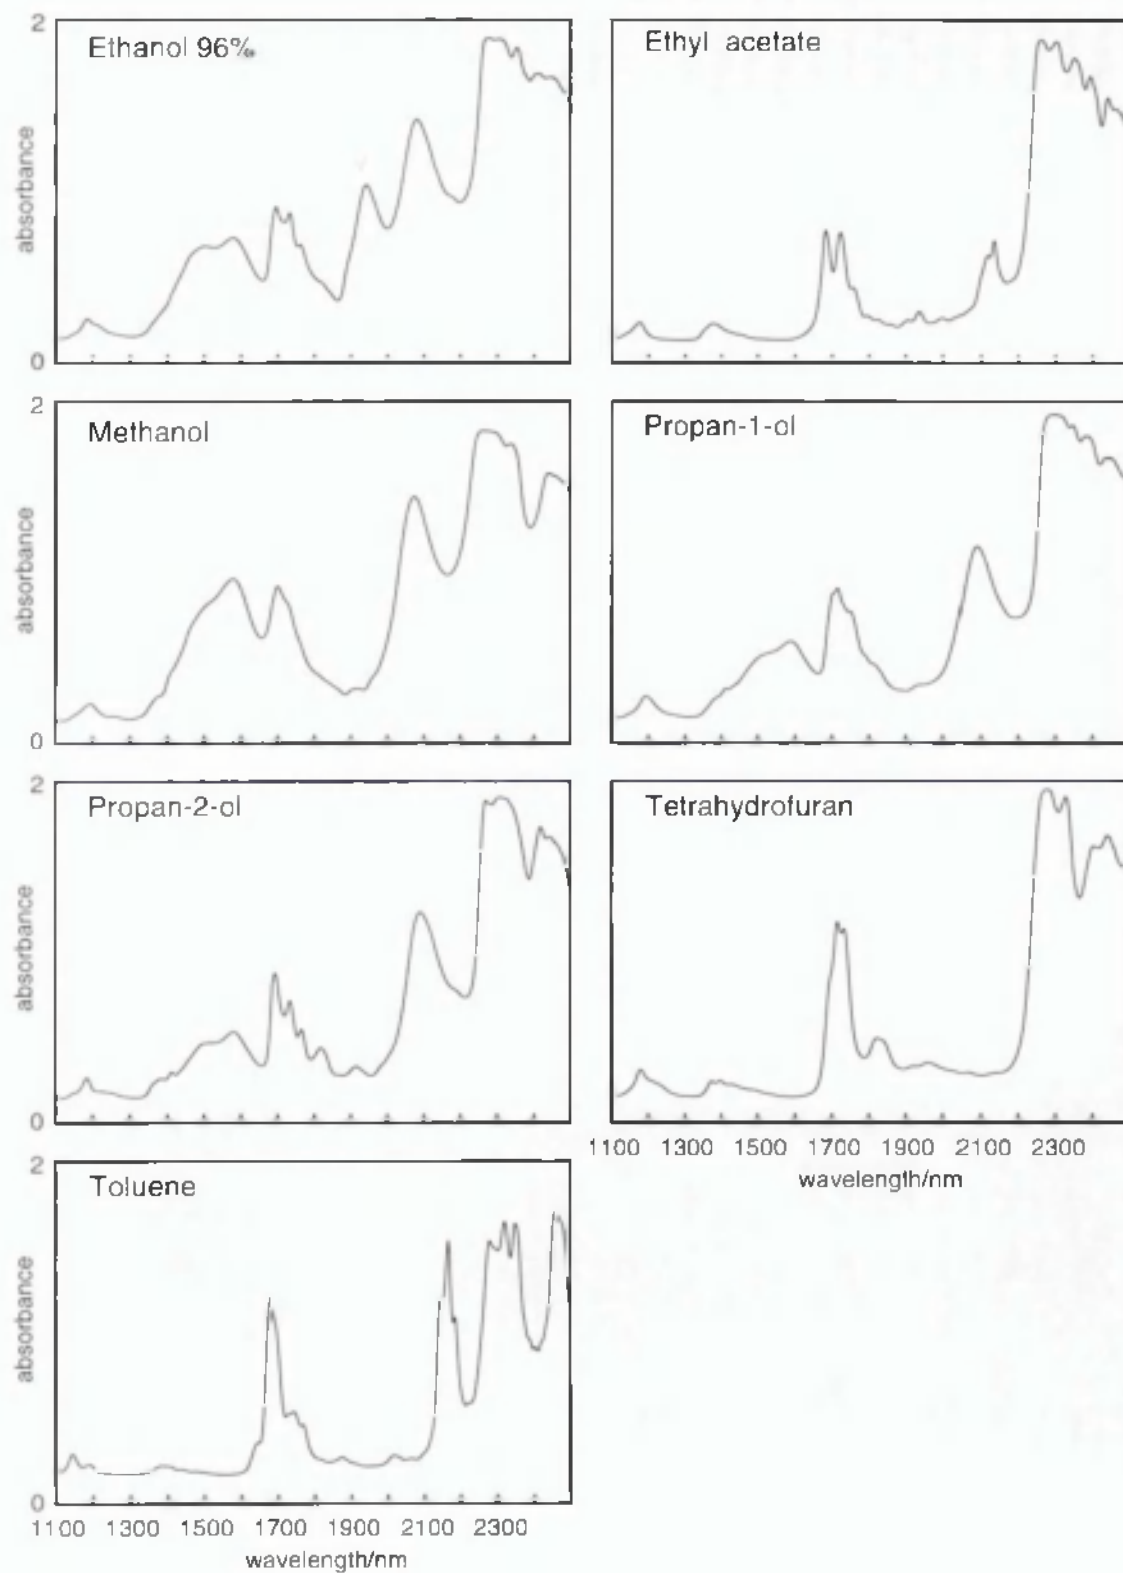 2
Ethanol 96%
absorbance
0
Ethyl acetate
2
Methanol
absorbance
0
Propan-1-ol
2
Propan-2-ol
absorbance
0
Tetrahydrofuran
1100 1300 1500 1700 1900 2100 2300
wavelength/nm
2
Toluene
absorbance
0
1100 1300 1500 1700 1900 2100 2300
wavelength/nm